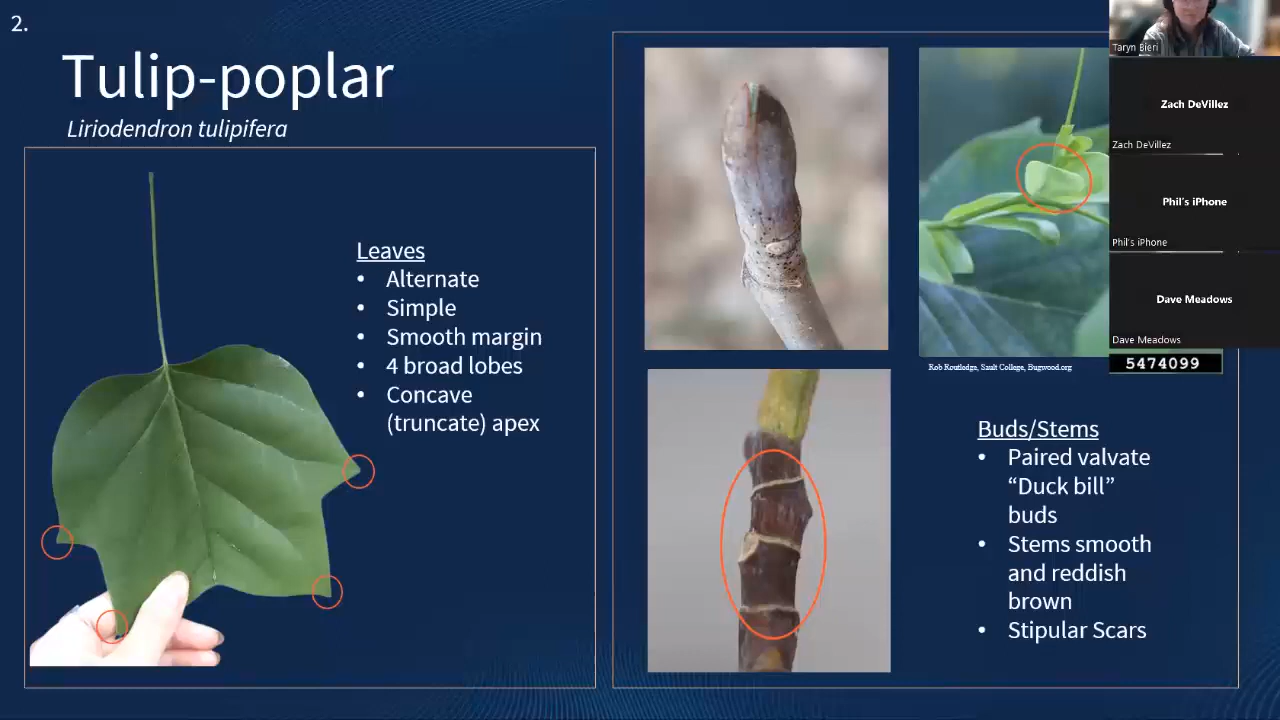 2.
Tulip-poplar
Liriodendron tulipifera
Leaves
• Alternate
• Simple
• Smooth margin
• 4 broad lobes
• Concave
(truncate) apex
Rob Routledge, Sault College, Bugwood.org
5474099
Buds/Stems
• Paired valvate
“Duck bill”
buds
• Stems smooth
and reddish
brown
• Stipular Scars
Taryn Bieri
Zach DeVillez
Zach DeVillez
Phil's iPhone
Phil's iPhone
Dave Meadows
Dave Meadows